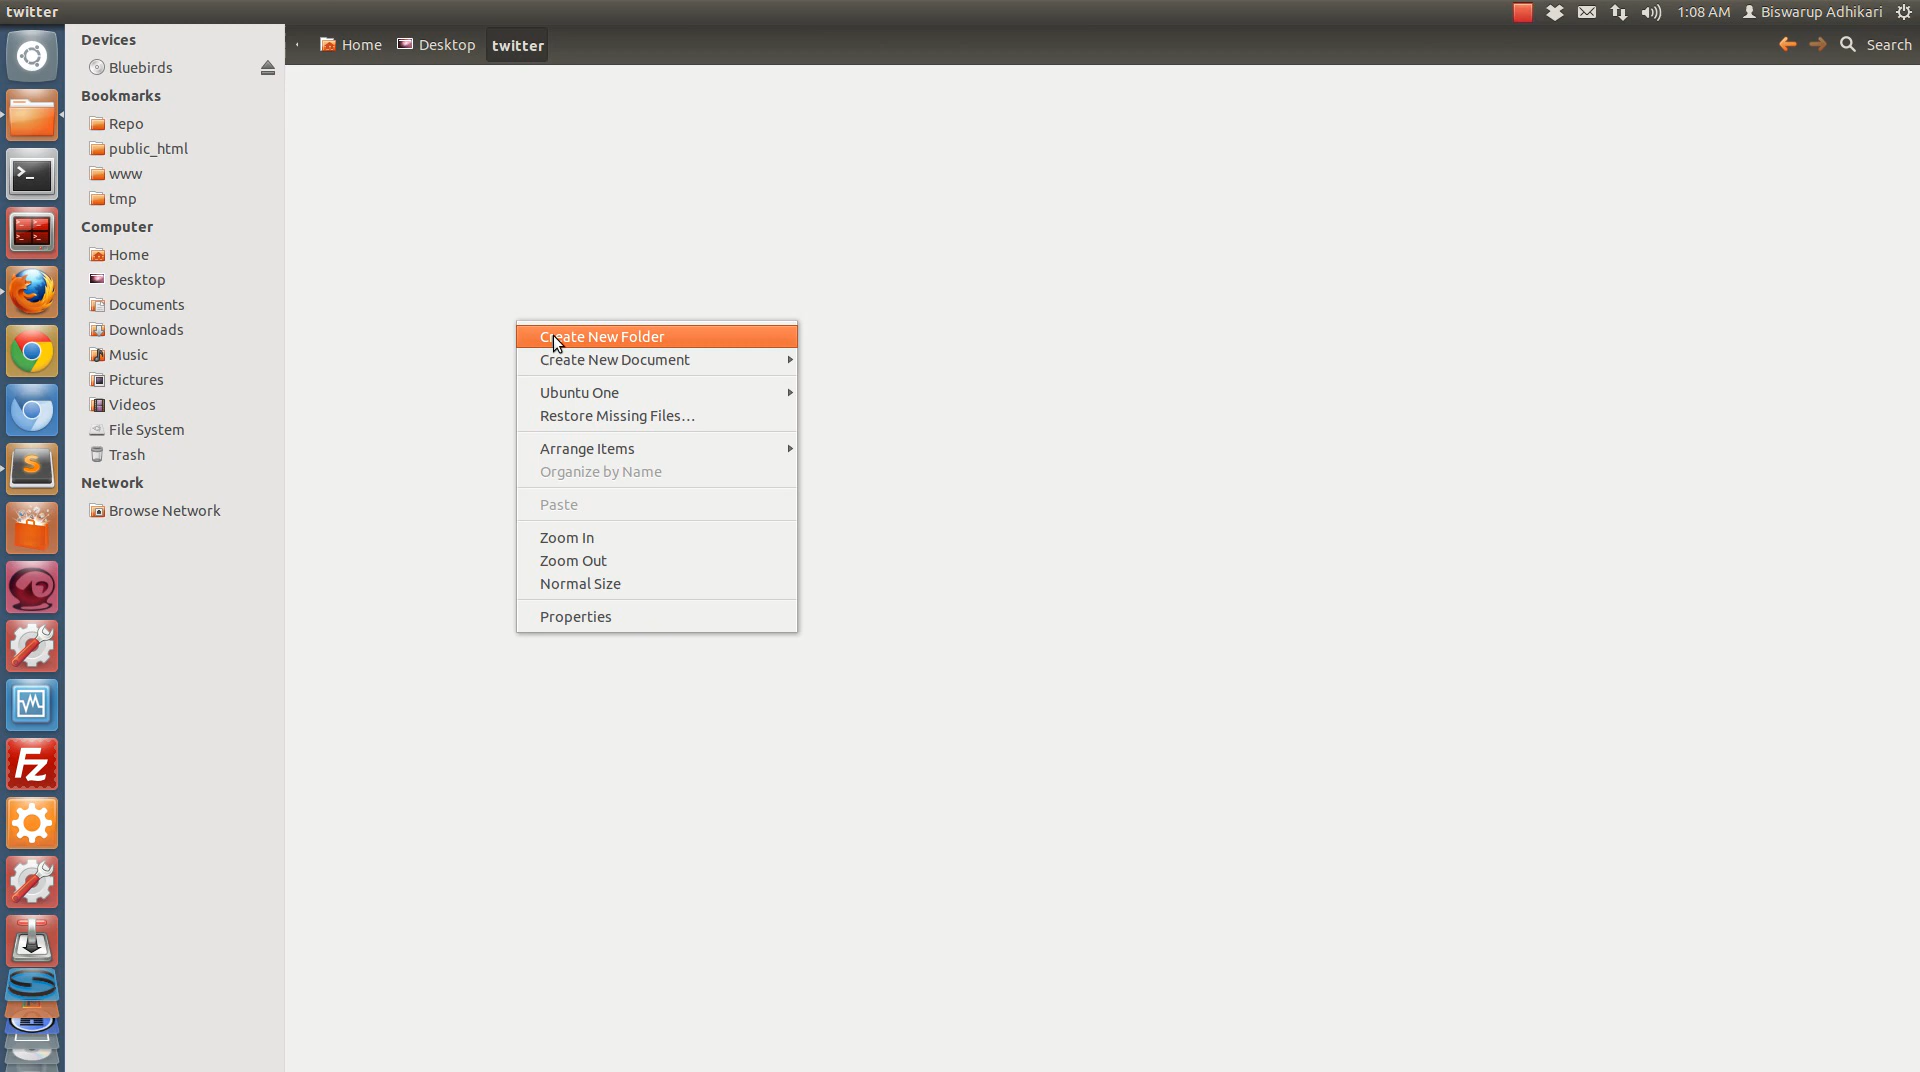 twitter
1:08 AM
Biswarup Adhikari
Devices
Bluebirds
Bookmarks
Repo
public_html
www
tmp
Computer
Home
Desktop
Documents
Downloads
Music
Pictures
Videos
File System
Trash
Network
Browse Network
Home
Desktop
twitter
Search
Create New Folder
Create New Document
Ubuntu One
Restore Missing Files…
Arrange Items
Organize by Name
Paste
Zoom In
Zoom Out
Normal Size
Properties
>_
S
Fz